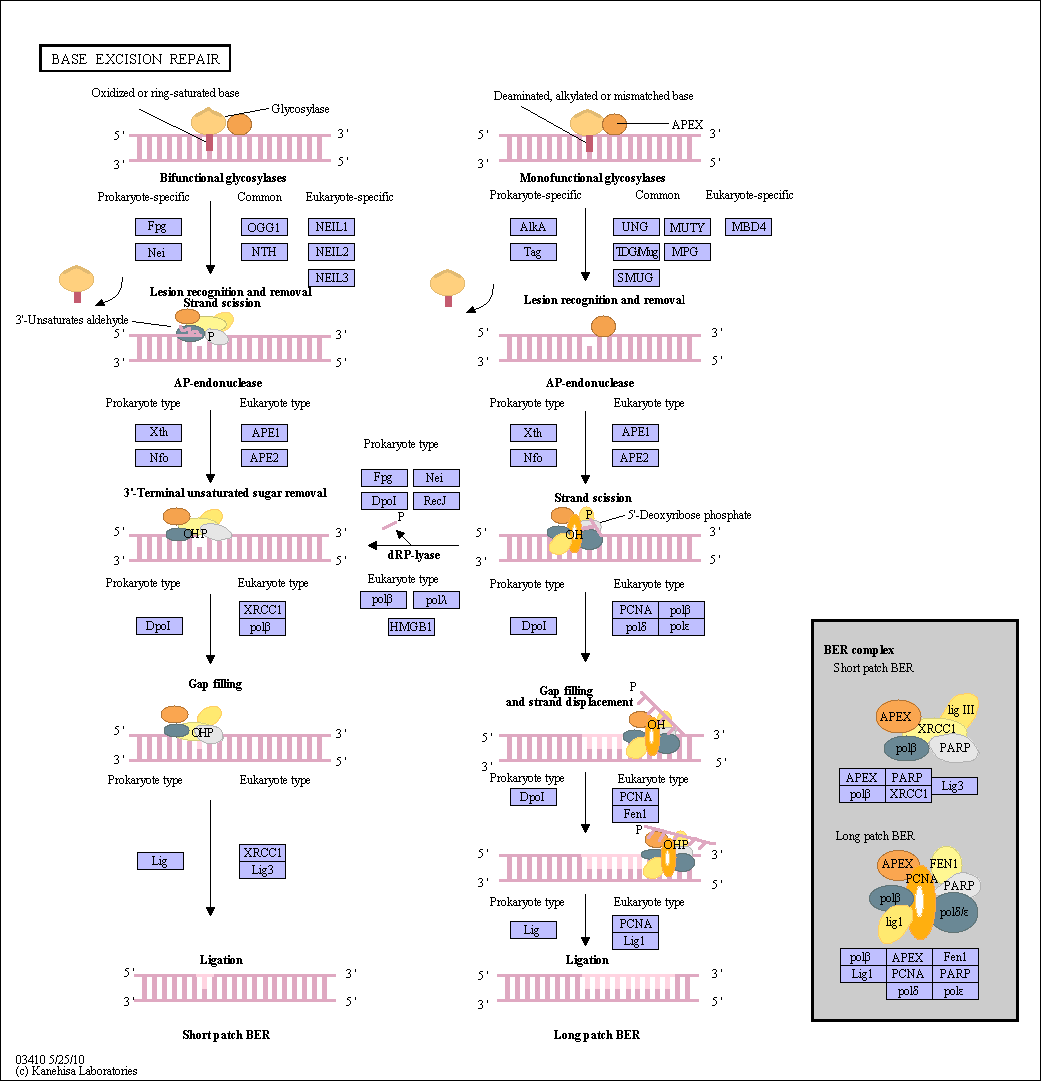 BASE EXCISION REPAIR
Oxidized or ring-saturated base
Glycosylase
5'
3'
3'
5'
Bifunctional glycosylases
Prokaryote-specific
Common
Eukaryote-specific
Fpg
OGG1
NEIL1
Nei
NTH
NEIL2
NEIL3
Lesion recognition and removal
Strand scission
3'-Unsaturates aldehyde
P
5'
3'
3'
5'
AP-endonuclease
Prokaryote type
Eukaryote type
Xth
APE1
Nfo
APE2
3'-Terminal unsaturated sugar removal
OHP
5'
3'
3'
5'
Prokaryote type
Eukaryote type
XRCC1
DpoI
polβ
Gap filling
OHP
5'
3'
3'
5'
Prokaryote type
Eukaryote type
XRCC1
Lig
Lig3
Ligation
5'
3'
3'
5'
Short patch BER
Prokaryote type
Fpg
Nei
DpoI
RecJ
P
dRP-lyase
Eukaryote type
polβ
polλ
HMGB1
Deaminated, alkylated or mismatched base
APEX
5'
3'
3'
5'
Monofunctional glycosylases
Prokaryote-specific
Common
Eukaryote-specific
AlkA
UNG
MUTY
MBD4
Tag
TDG/Mug
MPG
SMUG
Lesion recognition and removal
5'
3'
3'
5'
AP-endonuclease
Prokaryote type
Eukaryote type
Xth
APE1
Nfo
APE2
Strand scission
P
5'-Deoxyribose phosphate
OH
5'
3'
3'
5'
Prokaryote type
Eukaryote type
PCNA
polβ
DpoI
polδ
polε
Gap filling
and strand displacement
P
OH
5'
3'
3'
5'
Prokaryote type
Eukaryote type
DpoI
PCNA
Fen1
P
OHP
5'
3'
3'
5'
Prokaryote type
Eukaryote type
Lig
PCNA
Lig1
Ligation
5'
3'
3'
5'
Long patch BER
BER complex
Short patch BER
lig III
APEX
XRCC1
polβ
PARP
APEX
PARP
Lig3
polβ
XRCC1
Long patch BER
APEX
FEN1
PCNA
PARP
polβ
polδ/ε
lig1
polβ
APEX
Fen1
Lig1
PCNA
PARP
polδ
polε
03410 5/25/10
(c) Kanehisa Laboratories